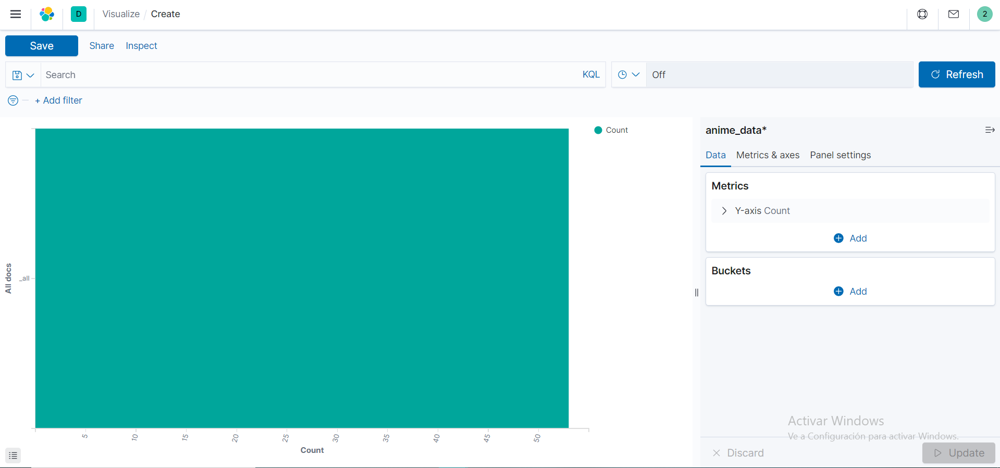 D Visualize / Create 2
Save Share Inspect
Search KQL Off Refresh
+ Add filter
Count
All docs
_all
5 10 15 20 25 30 35 40 45 50
Count
anime_data*
Data Metrics & axes Panel settings
Metrics
Y-axis Count
Add
Buckets
Add
Activar Windows
Ve a Configuración para activar Windows.
Discard Update